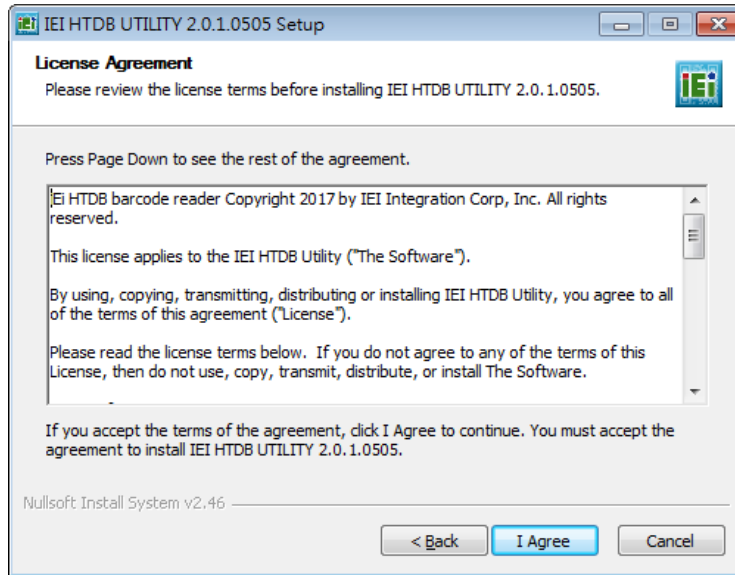 IEI HTDB UTILITY 2.0.1.0505 Setup
License Agreement
Please review the license terms before installing IEI HTDB UTILITY 2.0.1.0505.
iEi
Press Page Down to see the rest of the agreement.
Ei HTDB barcode reader Copyright 2017 by IEI Integration Corp, Inc. All rights
reserved.
This license applies to the IEI HTDB Utility ("The Software").
By using, copying, transmitting, distributing or installing IEI HTDB Utility, you agree to all
of the terms of this agreement ("License").
Please read the license terms below.  If you do not agree to any of the terms of this
License, then do not use, copy, transmit, distribute, or install The Software.
If you accept the terms of the agreement, click I Agree to continue. You must accept the
agreement to install IEI HTDB UTILITY 2.0.1.0505.
Nullsoft Install System v2.46
< Back
I Agree
Cancel